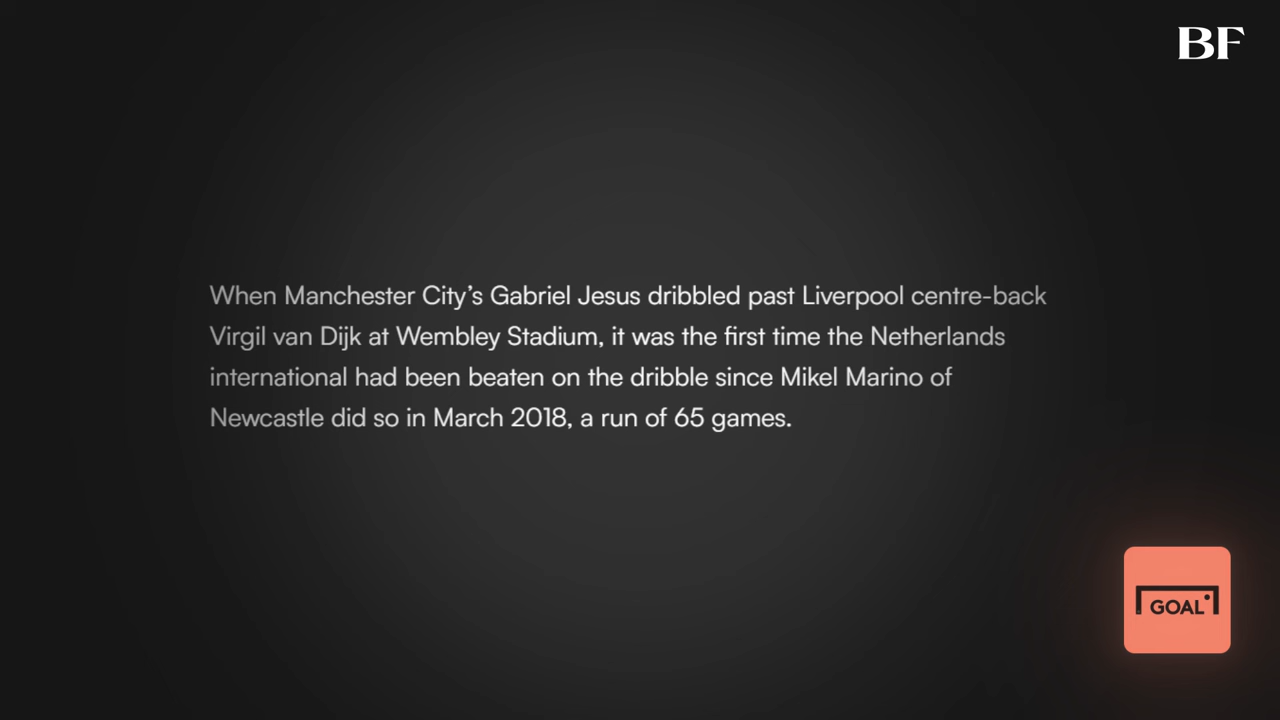 BF
When Manchester City’s Gabriel Jesus dribbled past Liverpool centre-back
Virgil van Dijk at Wembley Stadium, it was the first time the Netherlands
international had been beaten on the dribble since Mikel Marino of
Newcastle did so in March 2018, a run of 65 games.
GOAL